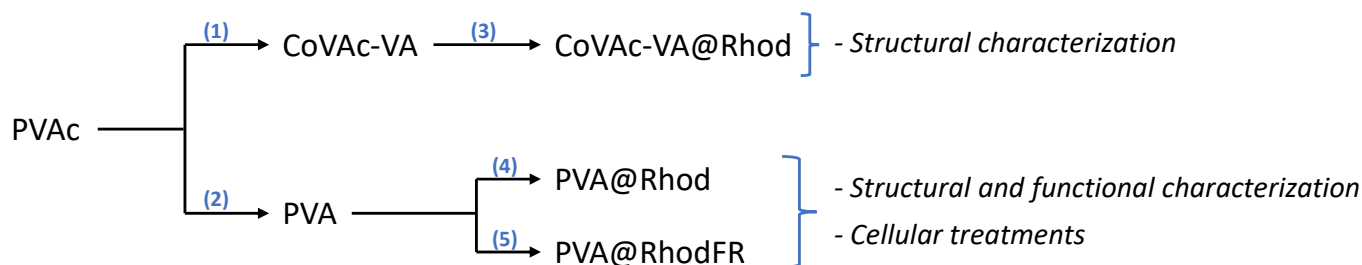 (1) CoVAc-VA (3) CoVAc-VA@Rhod - Structural characterization
PVAc
(4) PVA@Rhod
(2) PVA
- Structural and functional characterization
- Cellular treatments
(5) PVA@RhodFR